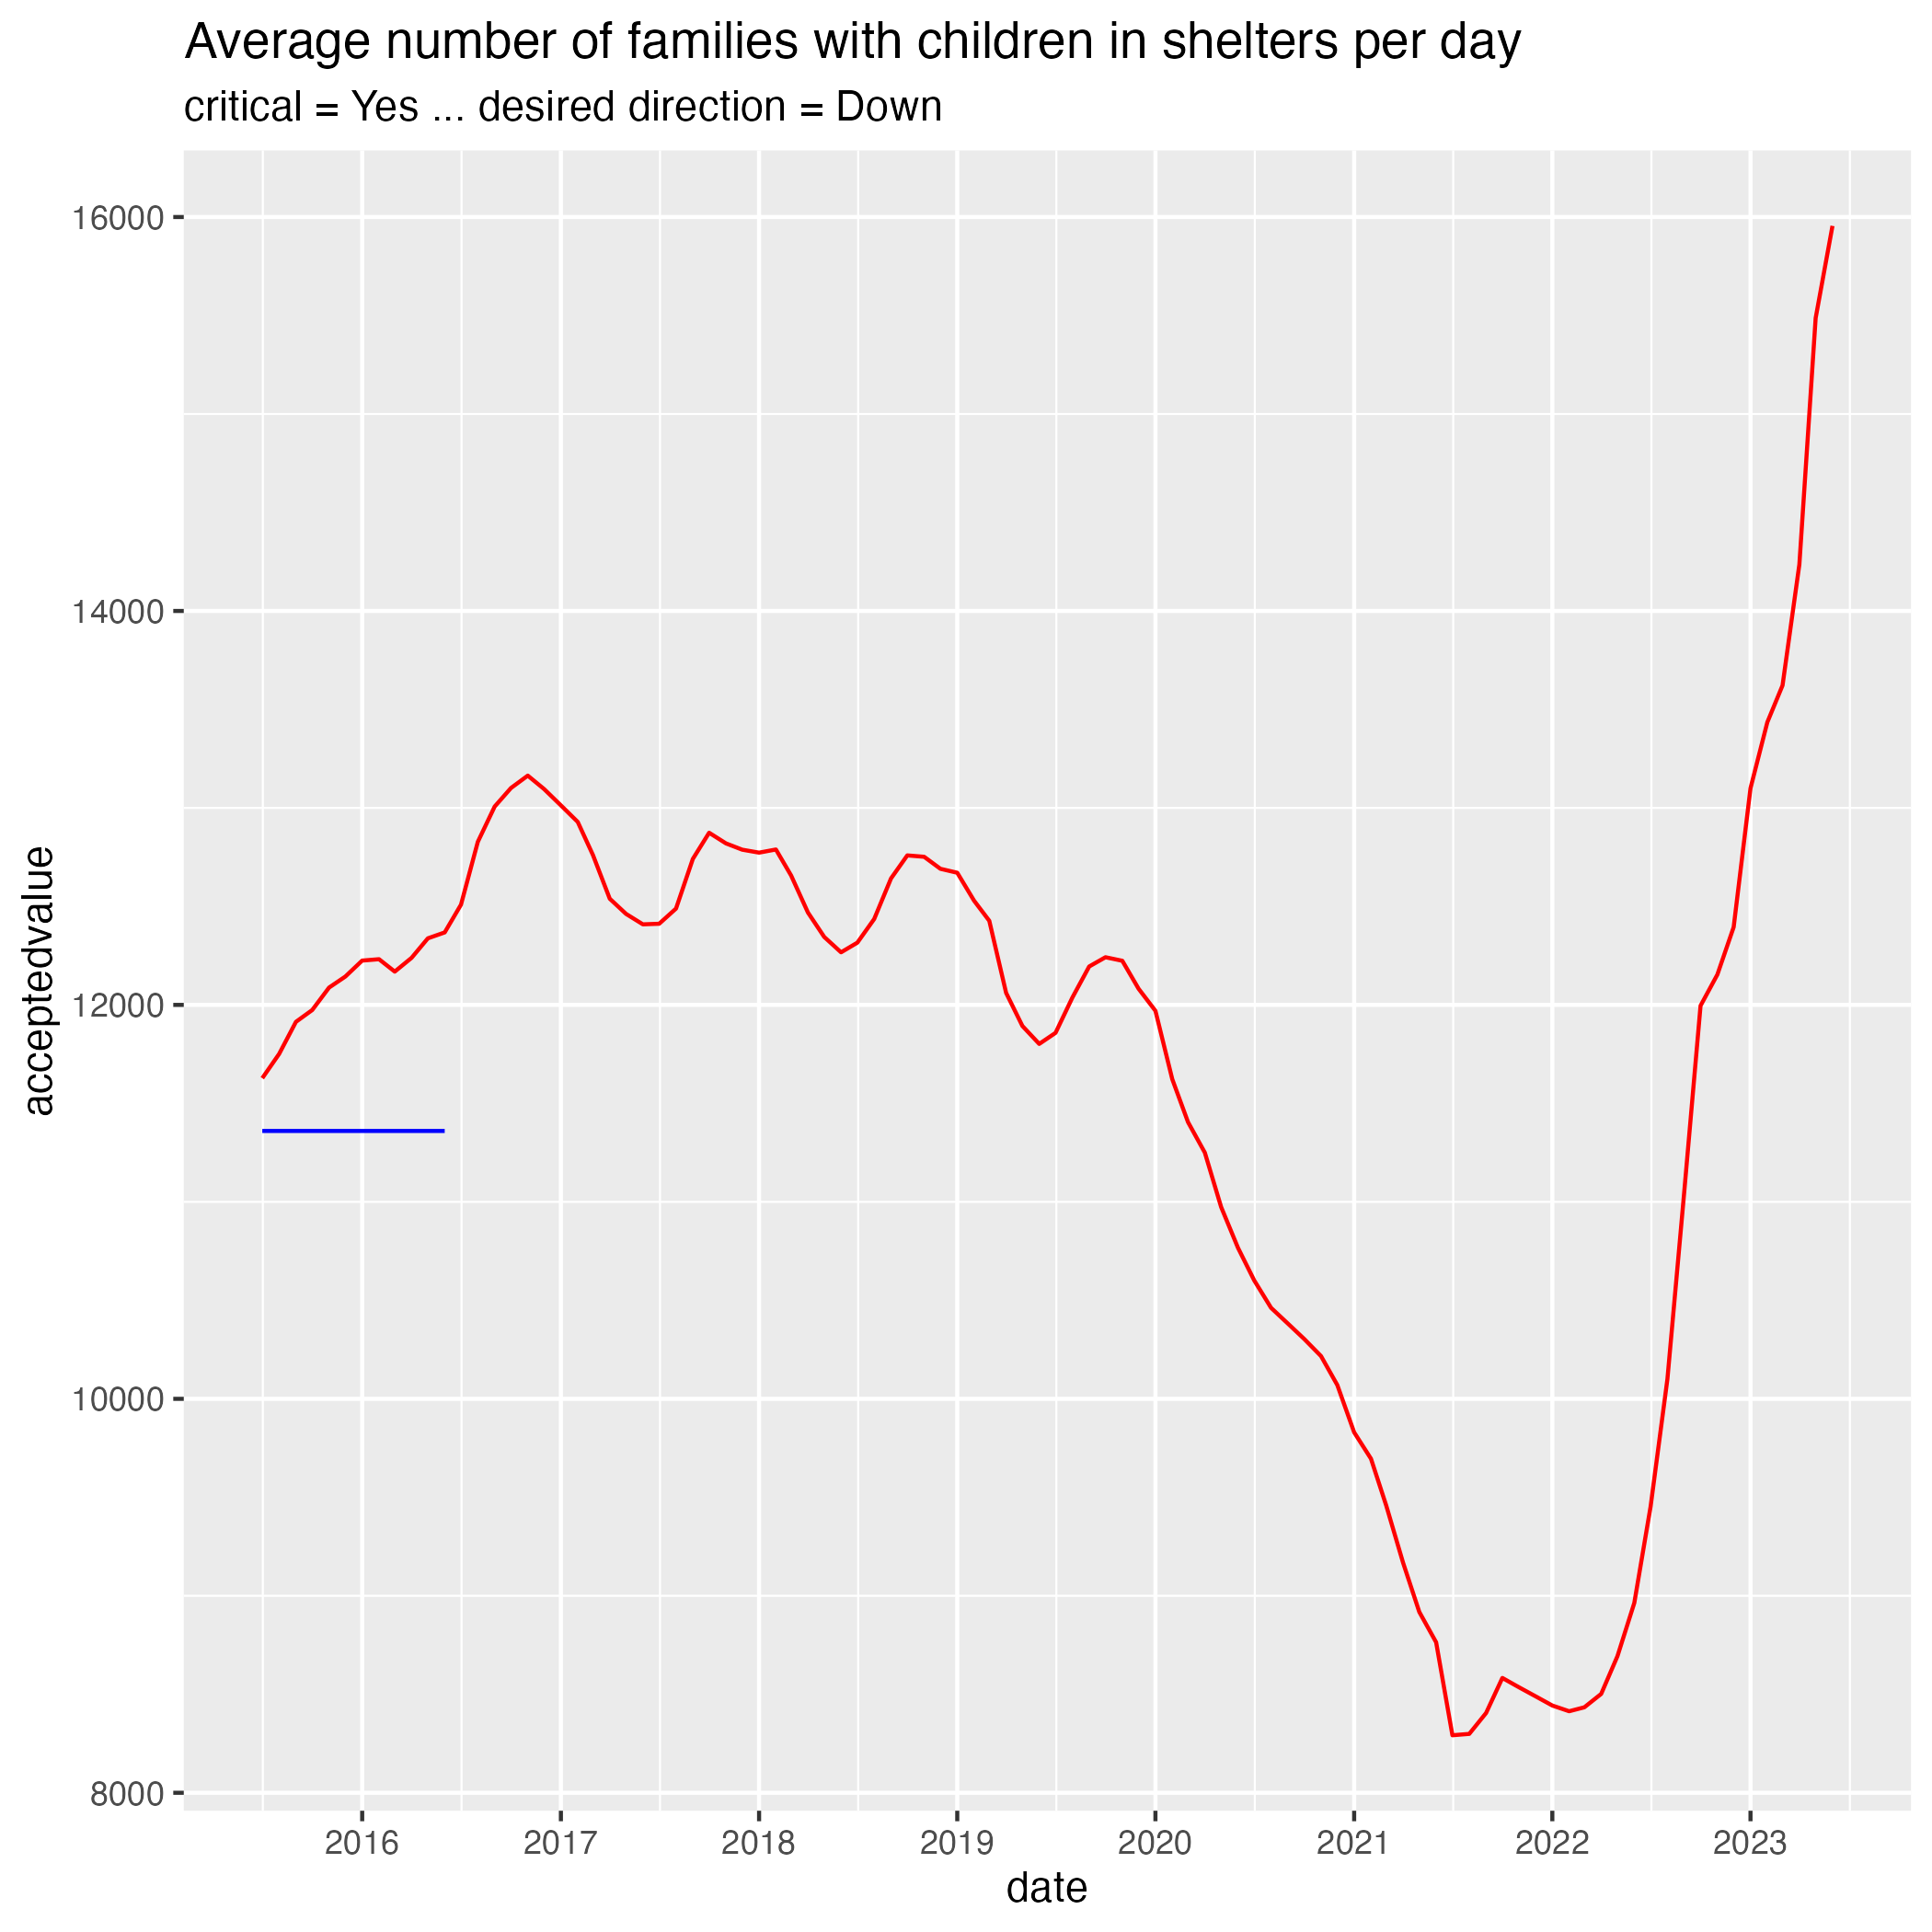 Average number of families with children in shelters per day
critical = Yes ... desired direction = Down
acceptedvalue
16000
14000
12000
10000
8000
2016 2017 2018 2019 2020 2021 2022 2023
date